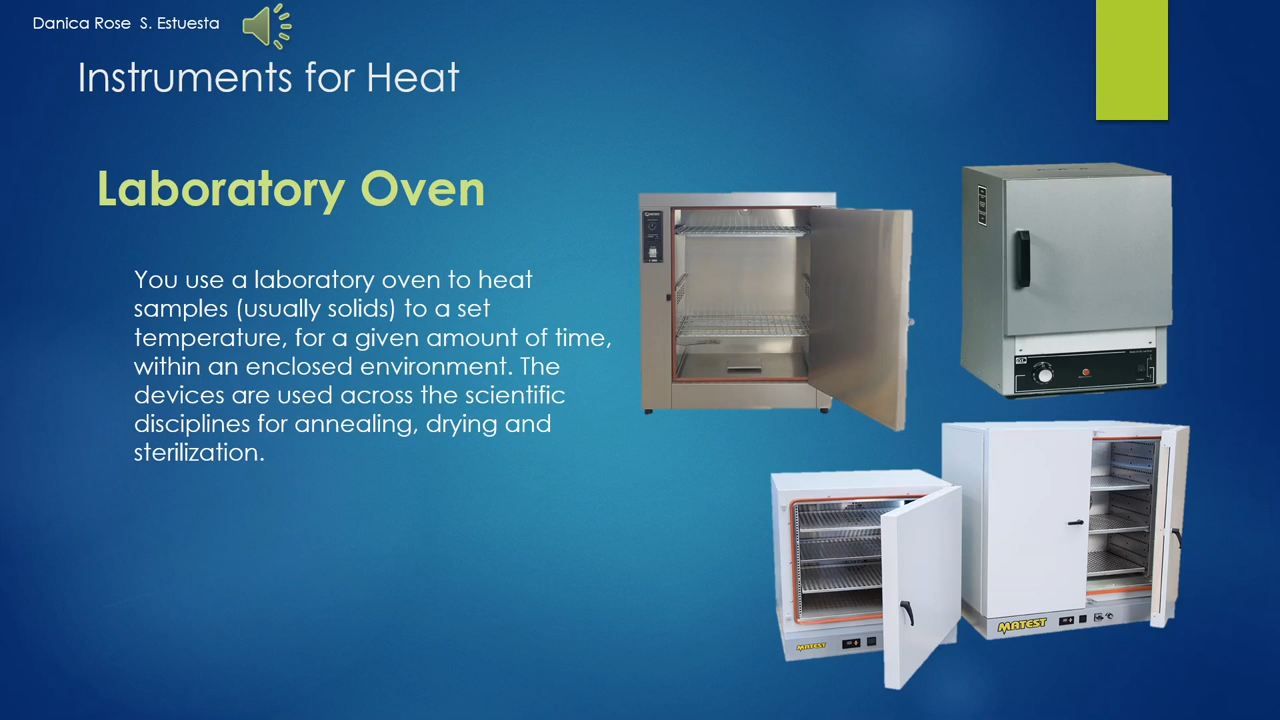 Danica Rose S. Estuesta
Instruments for Heat
Laboratory Oven
You use a laboratory oven to heat
samples (usually solids) to a set
temperature, for a given amount of time,
within an enclosed environment. The
devices are used across the scientific
disciplines for annealing, drying and
sterilization.
MATEST
MATEST